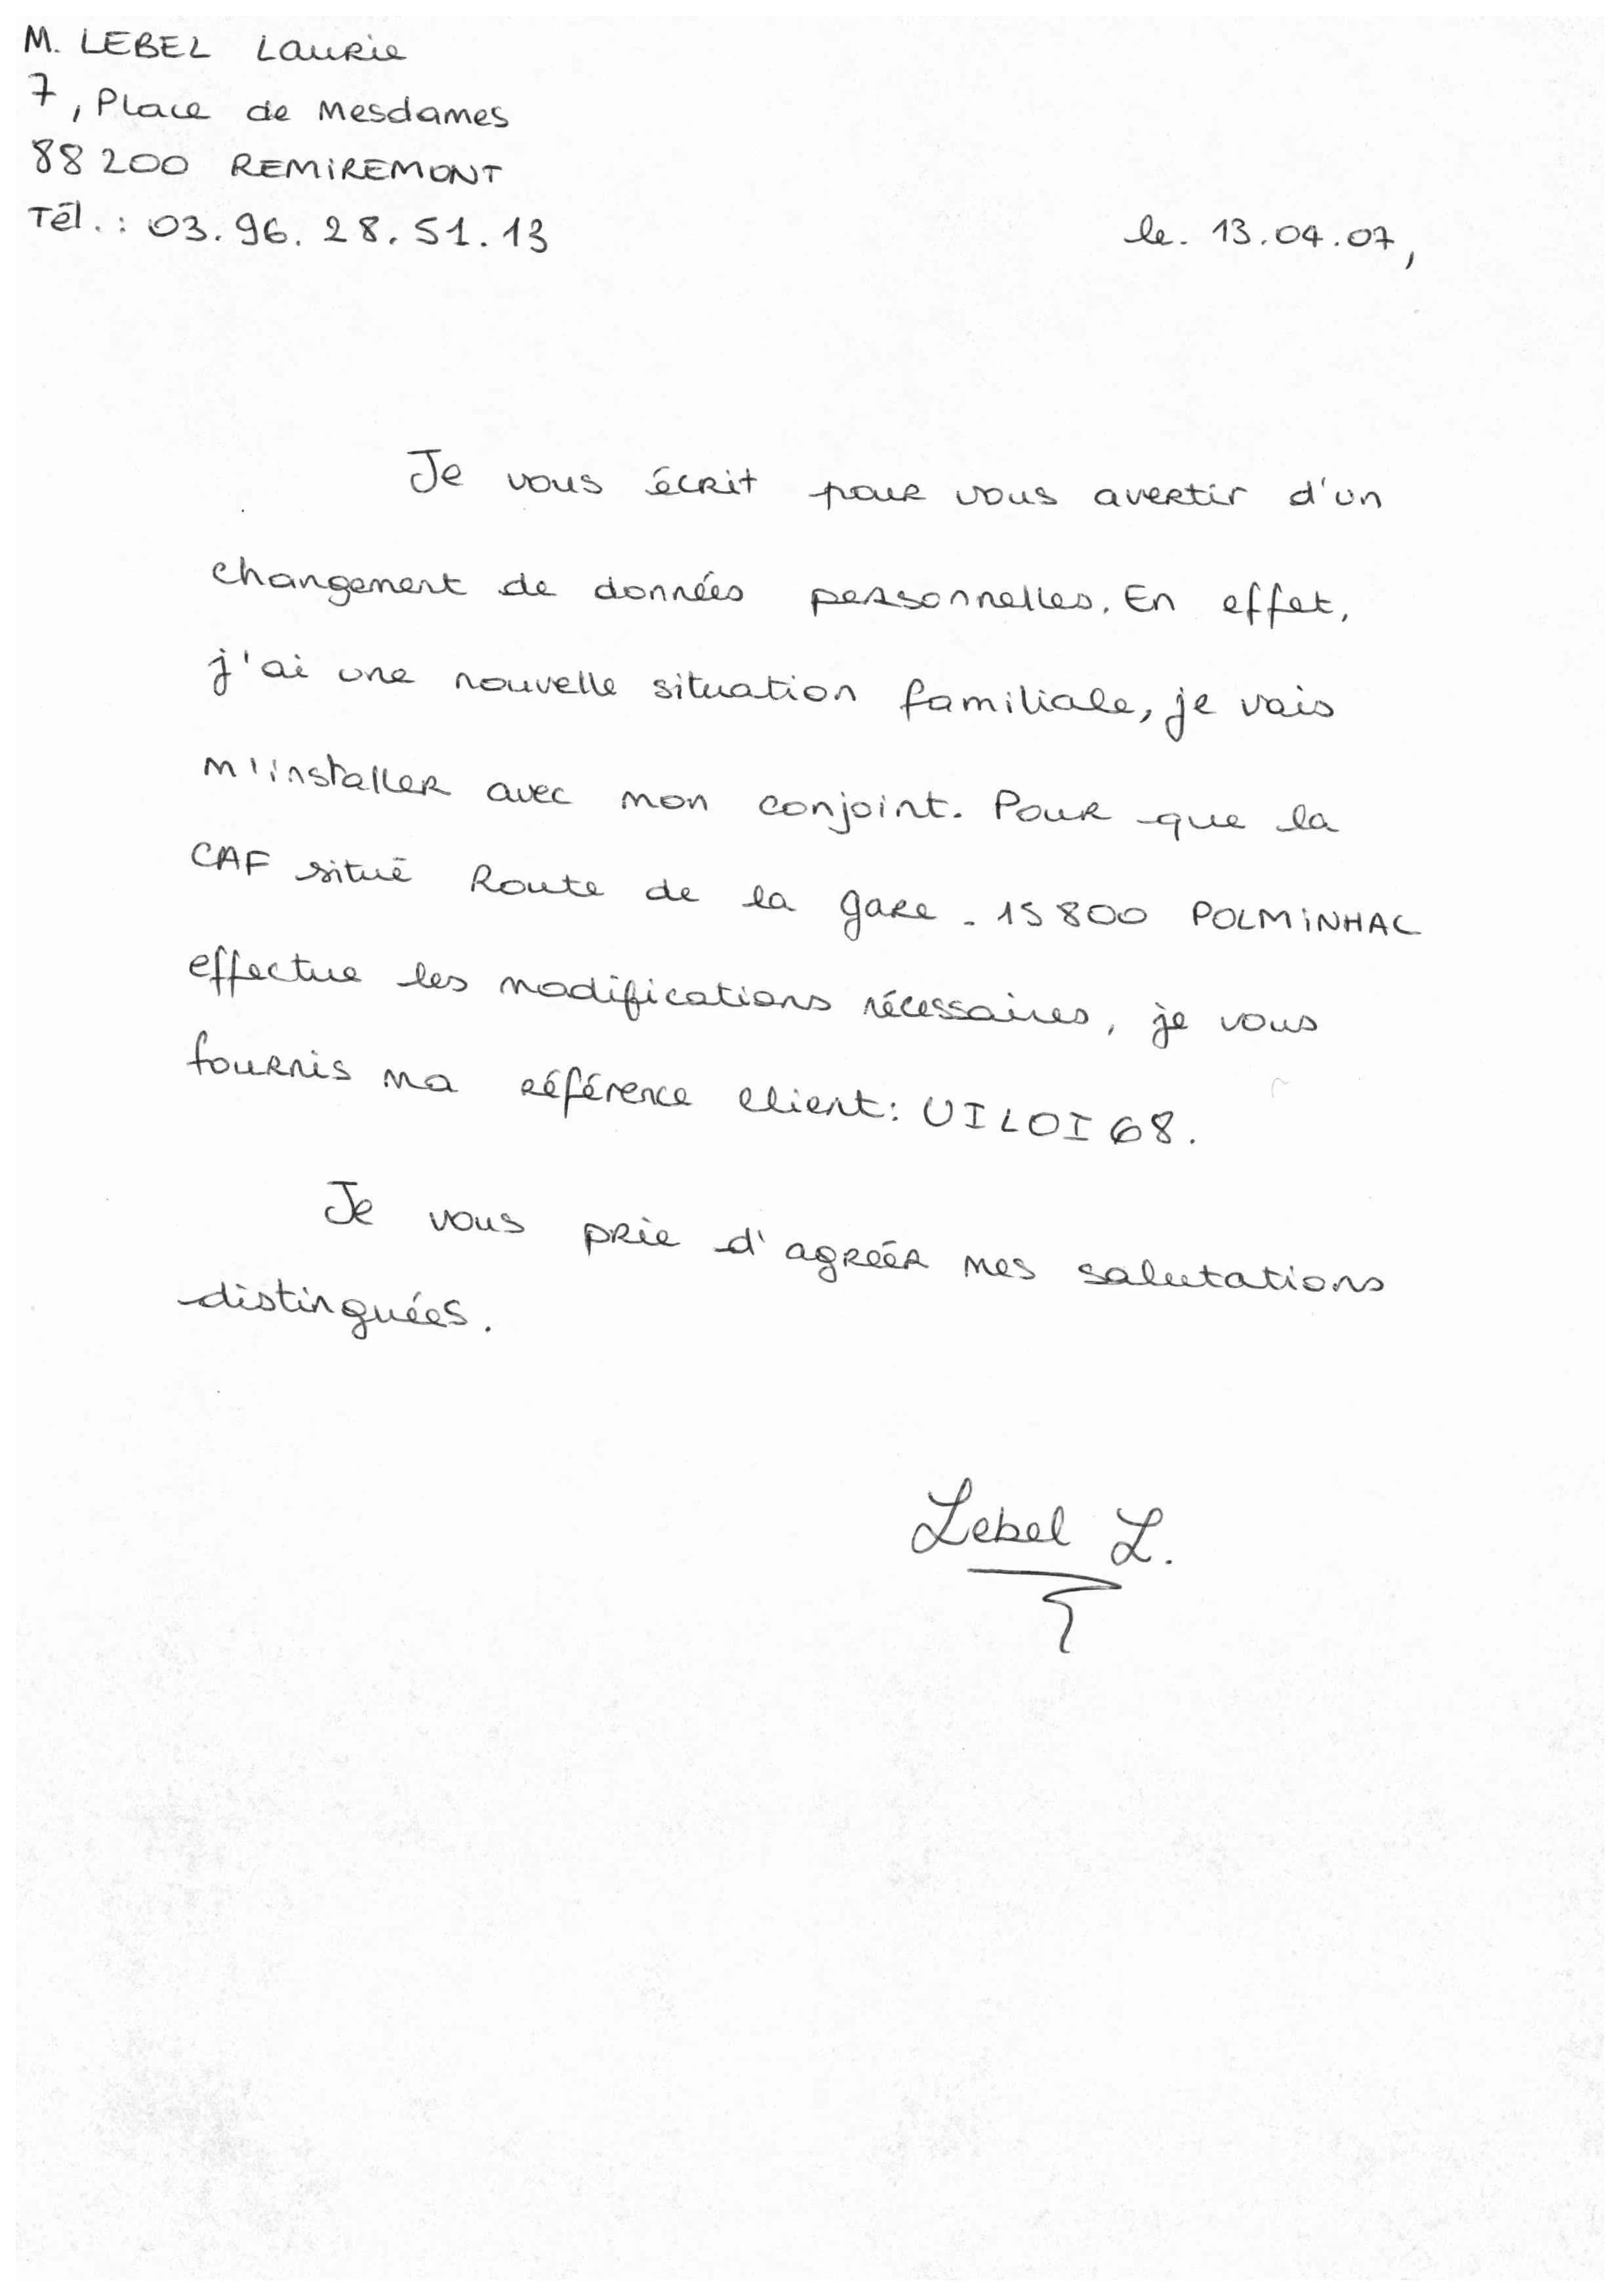 M. LEBEL Laurie
7, Place de Mesdames
88 200 REMIREMONT
Tél. : 03. 96. 28. 51. 13
le. 13.04.07,
Je vous écrit pour vous avertir d'un
changement de données personnelles. En effet,
j'ai une nouvelle situation familiale, je vais
m'installer avec mon conjoint. Pour que la
CAF situé Route de la gare - 15 800 POLMINHAC
effectue les modifications nécessaires, je vous
fournis ma référence client: UILOI68.
Je vous prie d'agréér mes salutations
distinguées.
Lebel L.